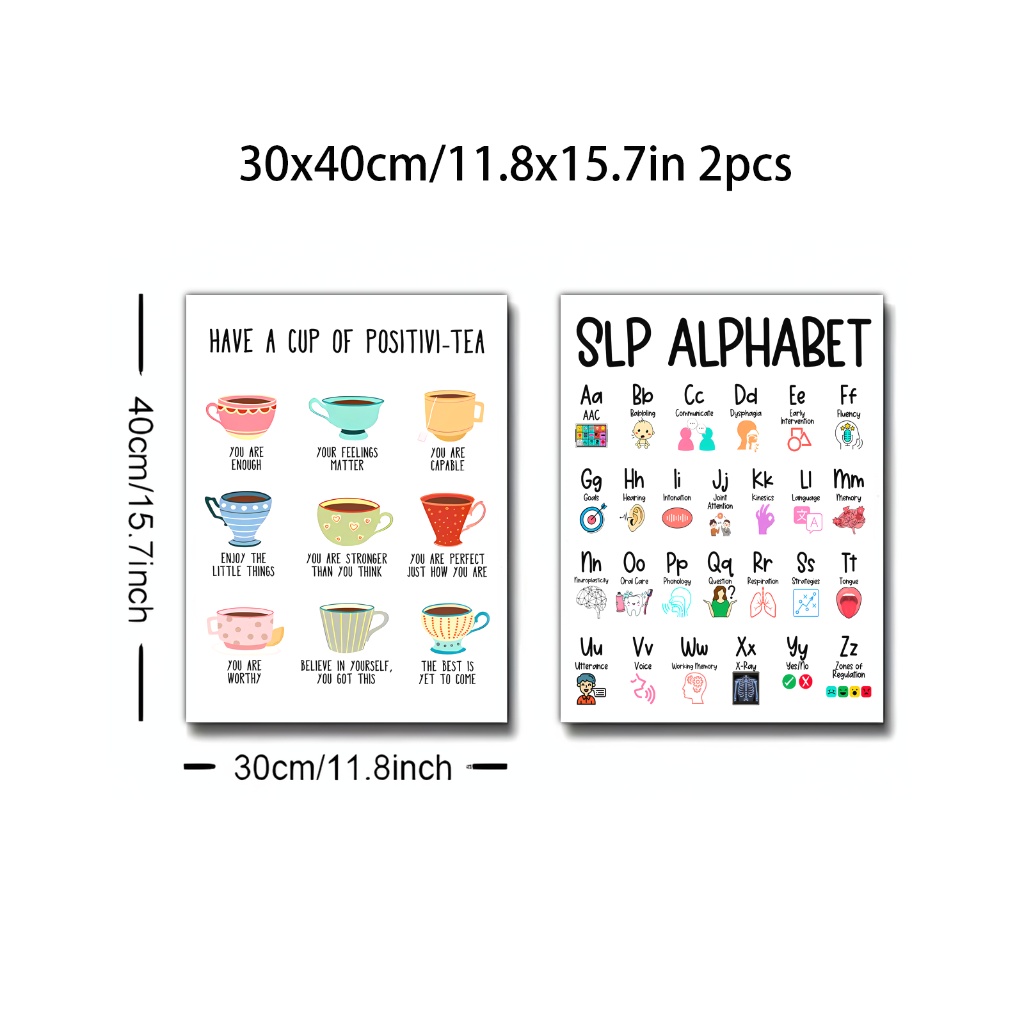 30x40cm/11.8x15.7in 2pcs
40cm/15.7inch
HAVE A CUP OF POSITIVI-TEA
YOU ARE
ENOUGH
YOUR FEELINGS
MATTER
YOU ARE
CAPABLE
ENJOY THE
LITTLE THINGS
YOU ARE STRONGER
THAN YOU THINK
YOU ARE PERFECT
JUST HOW YOU ARE
YOU ARE
WORTHY
BELIEVE IN YOURSELF,
YOU GOT THIS
THE BEST IS
YET TO COME
30cm/11.8inch
SLP ALPHABET
Aa
AAC
Bb
Babbling
Cc
Communicate
Dd
Dysphagia
Ee
Early
Intervention
Ff
Fluency
Gg
Goals
Hh
Hearing
Ii
Intonation
Jj
Joint
Attention
Kk
Kinesics
Ll
Language
A
Mm
Memory
Nn
Neuroplasticity
Oo
Oral Care
Pp
Phonology
Qq
Question
?
Rr
Respiration
Ss
Strategies
Tt
Tongue
Uu
Utterance
Vv
Voice
Ww
Working Memory
Xx
X-Ray
Yy
Yes/No
Zz
Zones of
Regulation